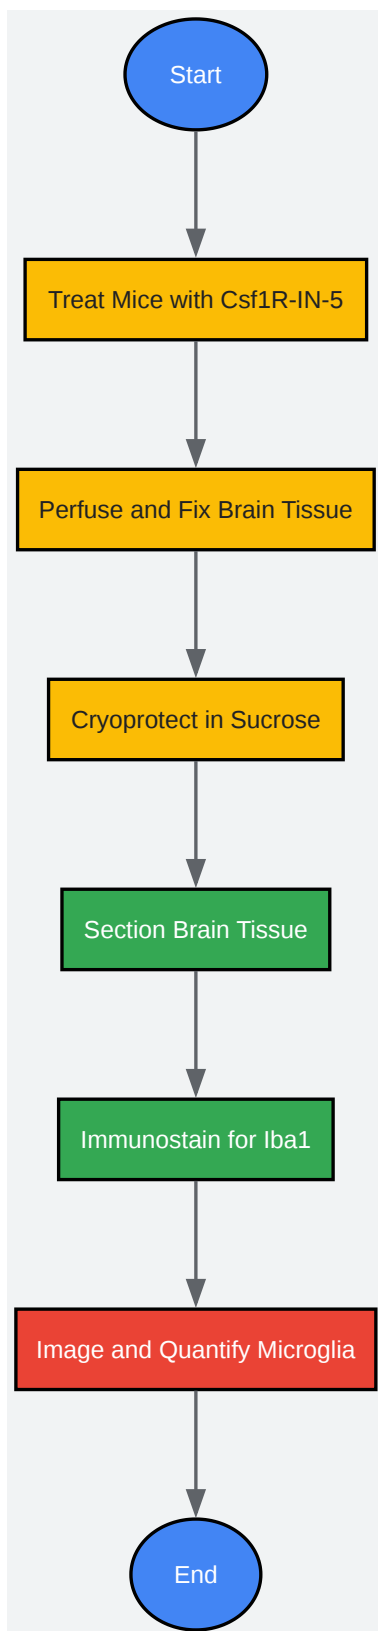 Start
Treat Mice with Csf1R-IN-5
Perfuse and Fix Brain Tissue
Cryoprotect in Sucrose
Section Brain Tissue
Immunostain for Iba1
Image and Quantify Microglia
End